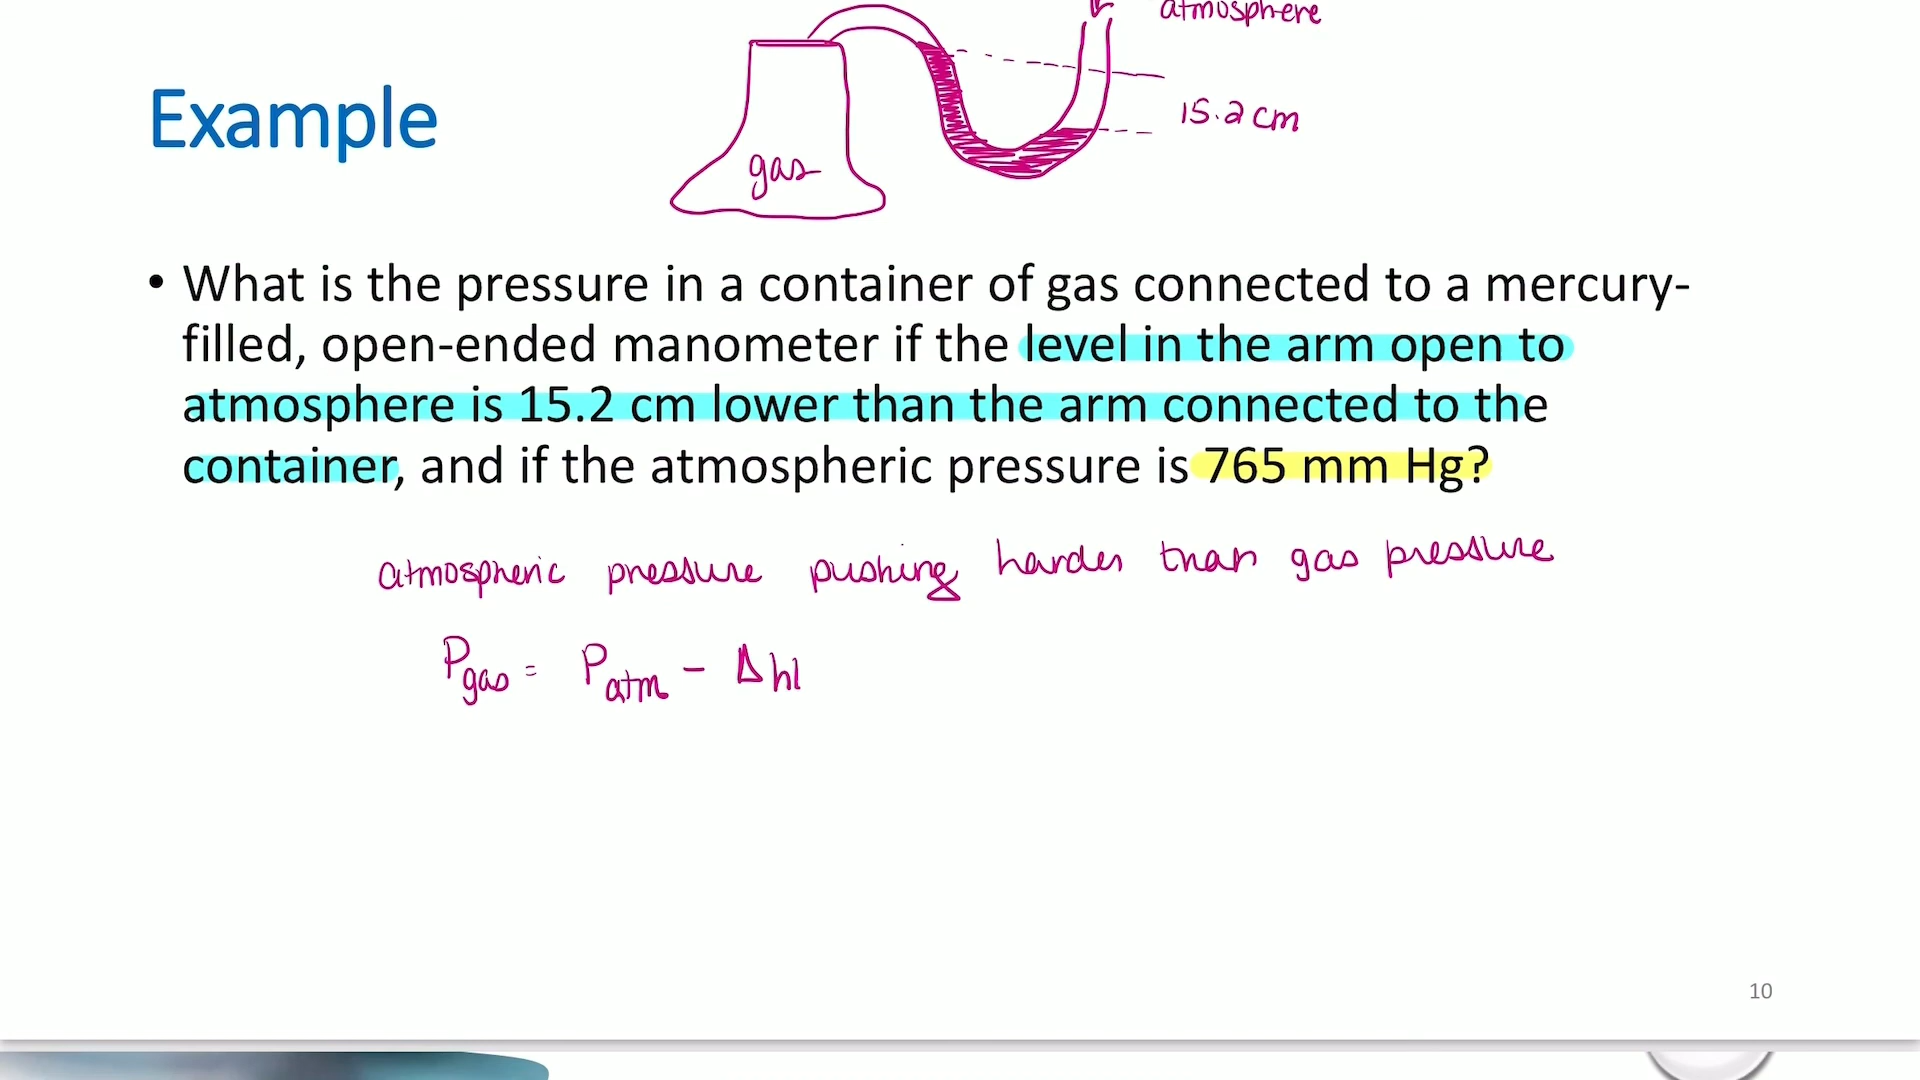 atmosphere
Example
15.2 cm
gas
• What is the pressure in a container of gas connected to a mercury-
filled, open-ended manometer if the level in the arm open to
atmosphere is 15.2 cm lower than the arm connected to the
container, and if the atmospheric pressure is 765 mm Hg?
atmospheric pressure pushing harder than gas pressure
Pgas = Patm - Δh
10